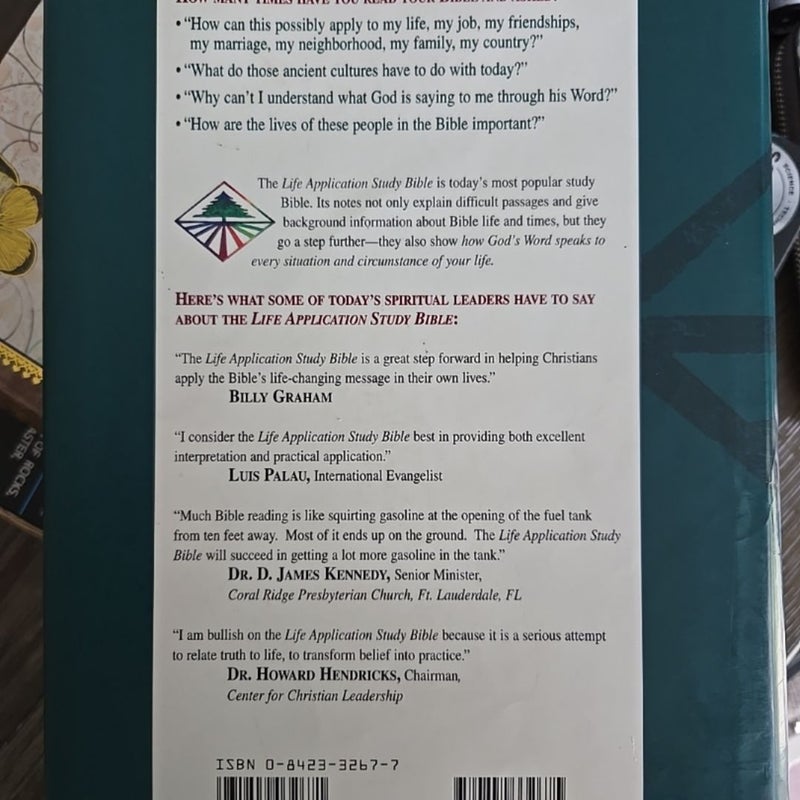 HOW MANY TIMES HAVE YOU READ YOUR BIBLE AND ASKED:
• “How can this possibly apply to my life, my job, my friendships,
my marriage, my neighborhood, my family, my country?”
• “What do those ancient cultures have to do with today?”
• “Why can’t I understand what God is saying to me through his Word?”
• “How are the lives of these people in the Bible important?”
The Life Application Study Bible is today’s most popular study
Bible. Its notes not only explain difficult passages and give
background information about Bible life and times, but they
go a step further—they also show how God’s Word speaks to
every situation and circumstance of your life.
HERE’S WHAT SOME OF TODAY’S SPIRITUAL LEADERS HAVE TO SAY
ABOUT THE LIFE APPLICATION STUDY BIBLE:
“The Life Application Study Bible is a great step forward in helping Christians
apply the Bible’s life-changing message in their own lives.”
BILLY GRAHAM
“I consider the Life Application Study Bible best in providing both excellent
interpretation and practical application.”
LUIS PALAU, International Evangelist
“Much Bible reading is like squirting gasoline at the opening of the fuel tank
from ten feet away. Most of it ends up on the ground. The Life Application Study
Bible will succeed in getting a lot more gasoline in the tank.”
DR. D. JAMES KENNEDY, Senior Minister,
Coral Ridge Presbyterian Church, Ft. Lauderdale, FL
“I am bullish on the Life Application Study Bible because it is a serious attempt
to relate truth to life, to transform belief into practice.”
DR. HOWARD HENDRICKS, Chairman,
Center for Christian Leadership
ISBN 0-8423-3267-7
OF ROCKS,
SCIENCE